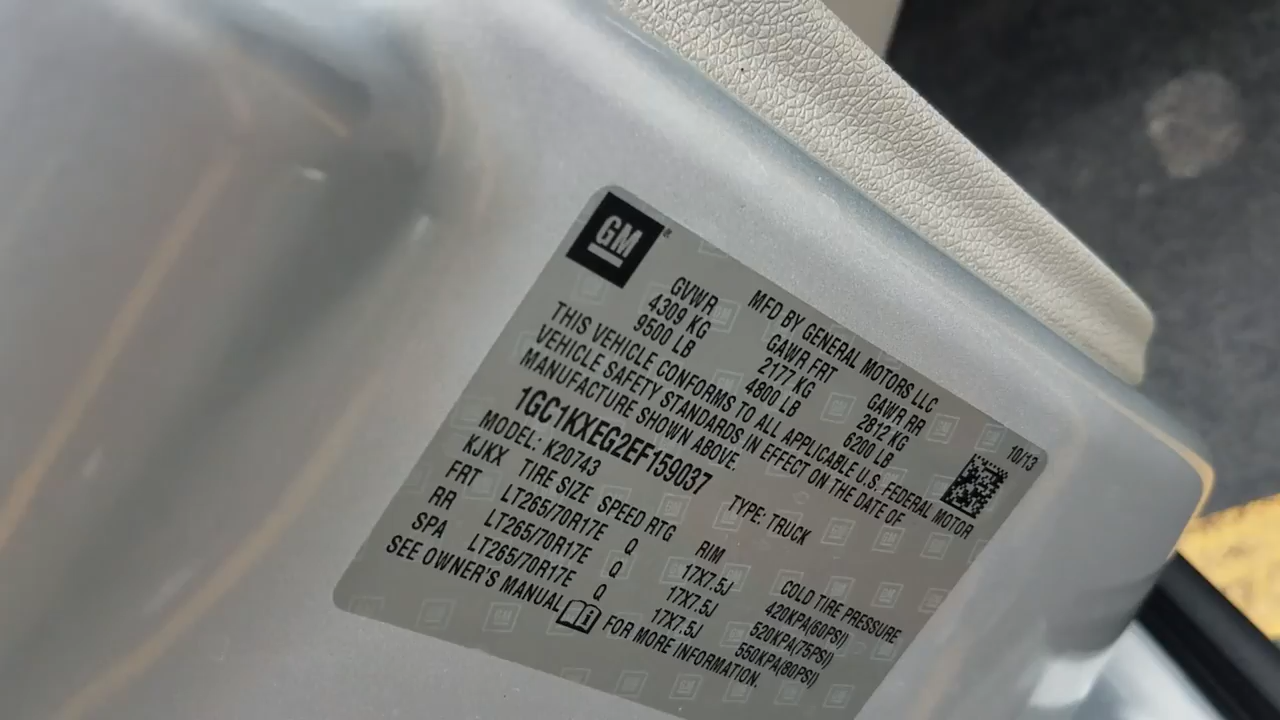 GM
MFD BY GENERAL MOTORS LLC 10/13
GVWR GAWR FRT GAWR RR
4309 KG 2177 KG 2812 KG
9500 LB 4800 LB 6200 LB
THIS VEHICLE CONFORMS TO ALL APPLICABLE U.S. FEDERAL MOTOR
VEHICLE SAFETY STANDARDS IN EFFECT ON THE DATE OF
MANUFACTURE SHOWN ABOVE.
1GC1KXEG2EF159037 TYPE: TRUCK
MODEL: K20743
KJKX TIRE SIZE SPEED RTG RIM COLD TIRE PRESSURE
FRT LT265/70R17E Q 17X7.5J 420KPA(60PSI)
RR LT265/70R17E Q 17X7.5J 520KPA(75PSI)
SPA LT265/70R17E Q 17X7.5J 550KPA(80PSI)
SEE OWNER'S MANUAL FOR MORE INFORMATION.